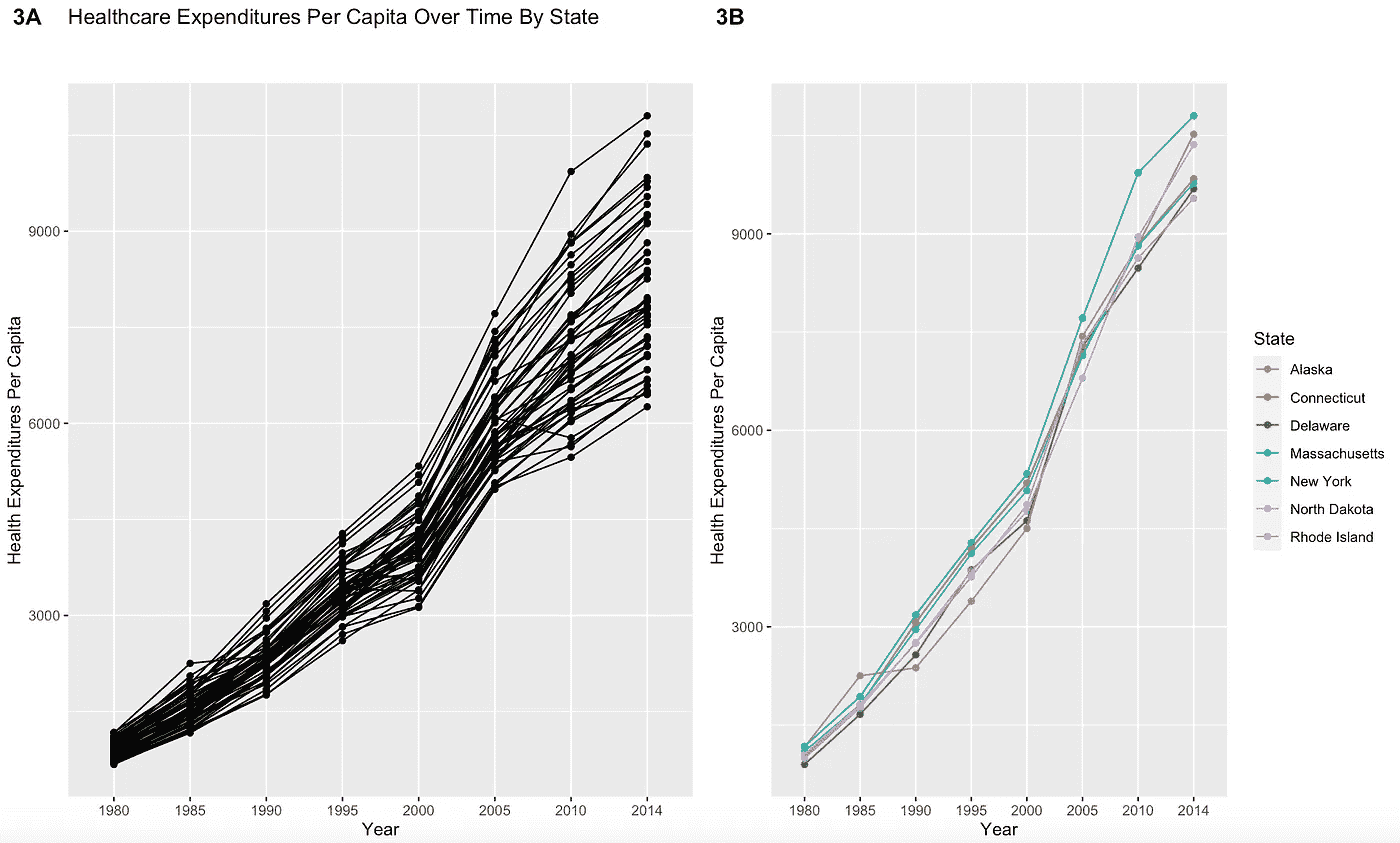 3A Healthcare Expenditures Per Capita Over Time By State
Health Expenditures Per Capita
9000
6000
3000
1980 1985 1990 1995 2000 2005 2010 2014
Year
3B
Health Expenditures Per Capita
9000
6000
3000
1980 1985 1990 1995 2000 2005 2010 2014
Year
State
Alaska
Connecticut
Delaware
Massachusetts
New York
North Dakota
Rhode Island